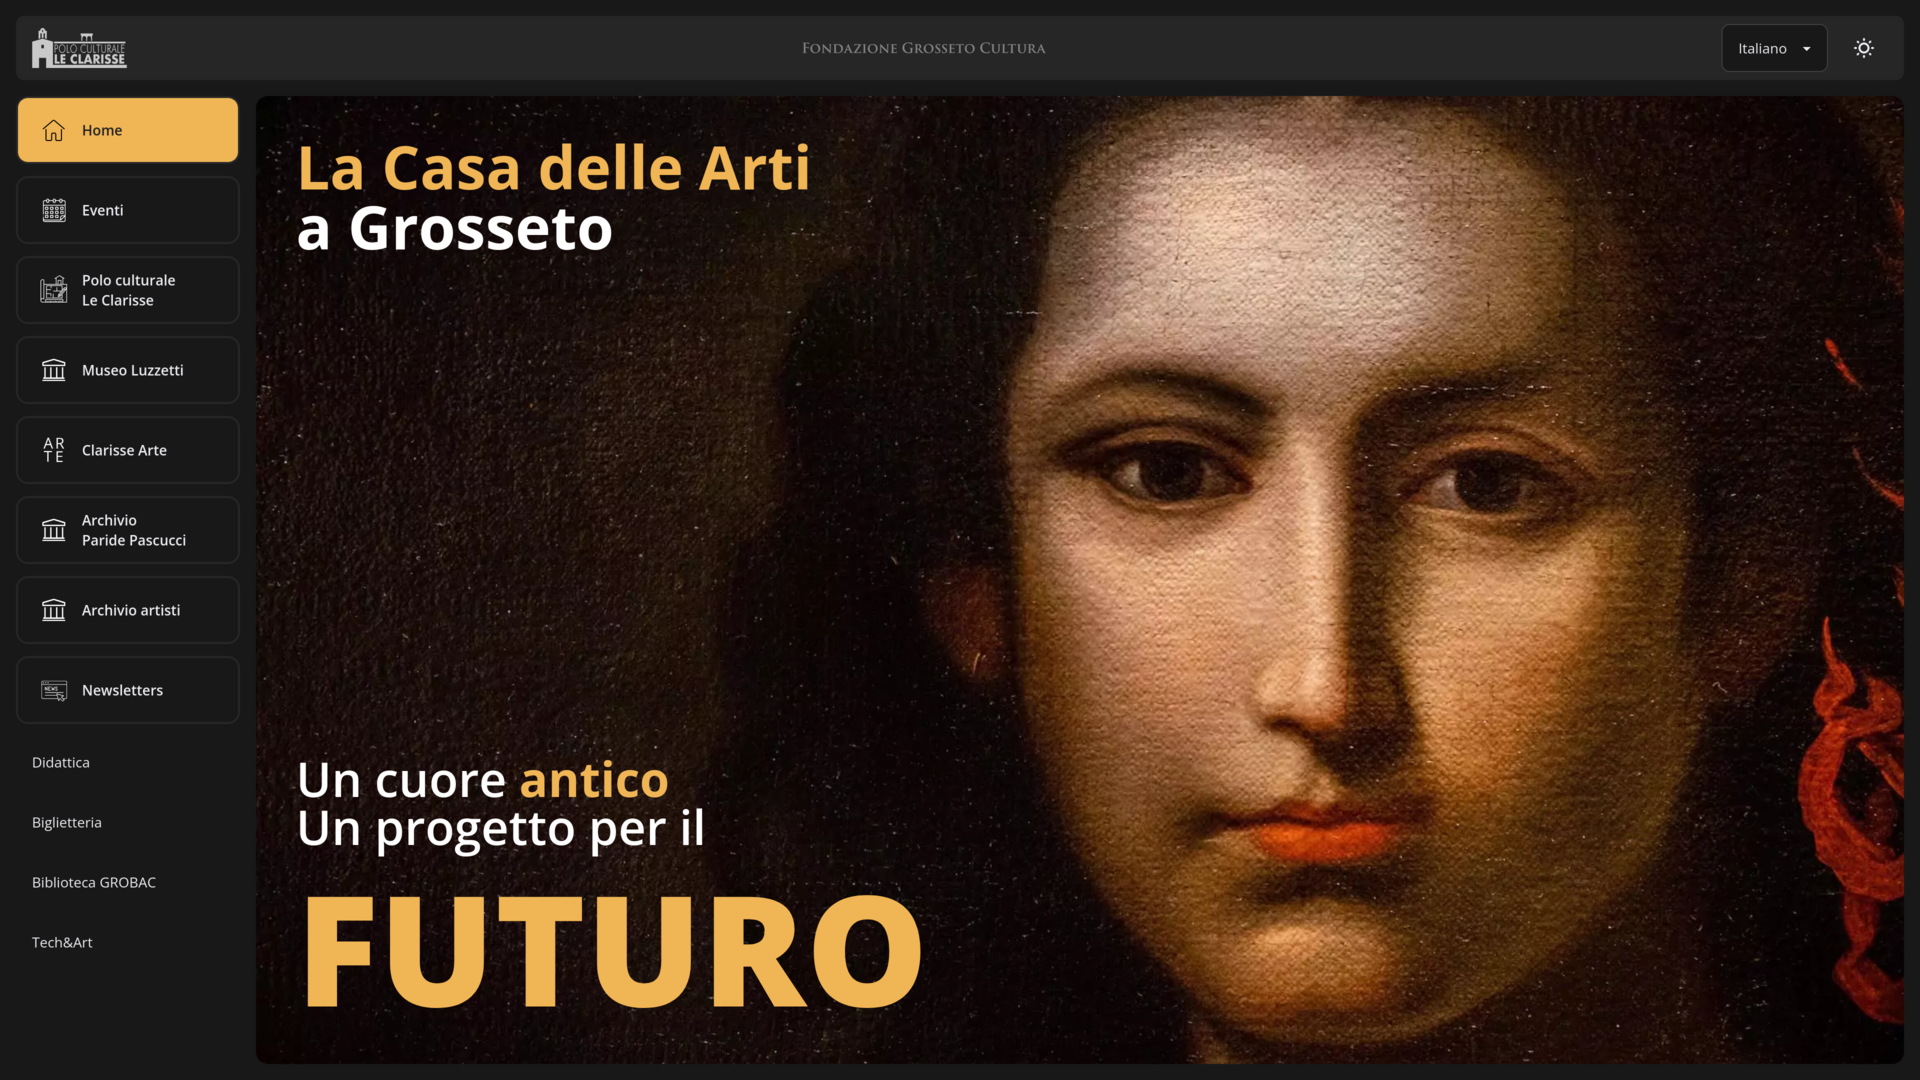 POLO CULTURALE
LE CLARISSE
Fondazione Grosseto Cultura
Italiano
Home
Eventi
Polo culturale
Le Clarisse
Museo Luzzetti
AR
TE
Clarisse Arte
Archivio
Paride Pascucci
Archivio artisti
NEWS
Newsletters
Didattica
Biglietteria
Biblioteca GROBAC
Tech&Art
La Casa delle Arti
a Grosseto
Un cuore antico
Un progetto per il
FUTURO